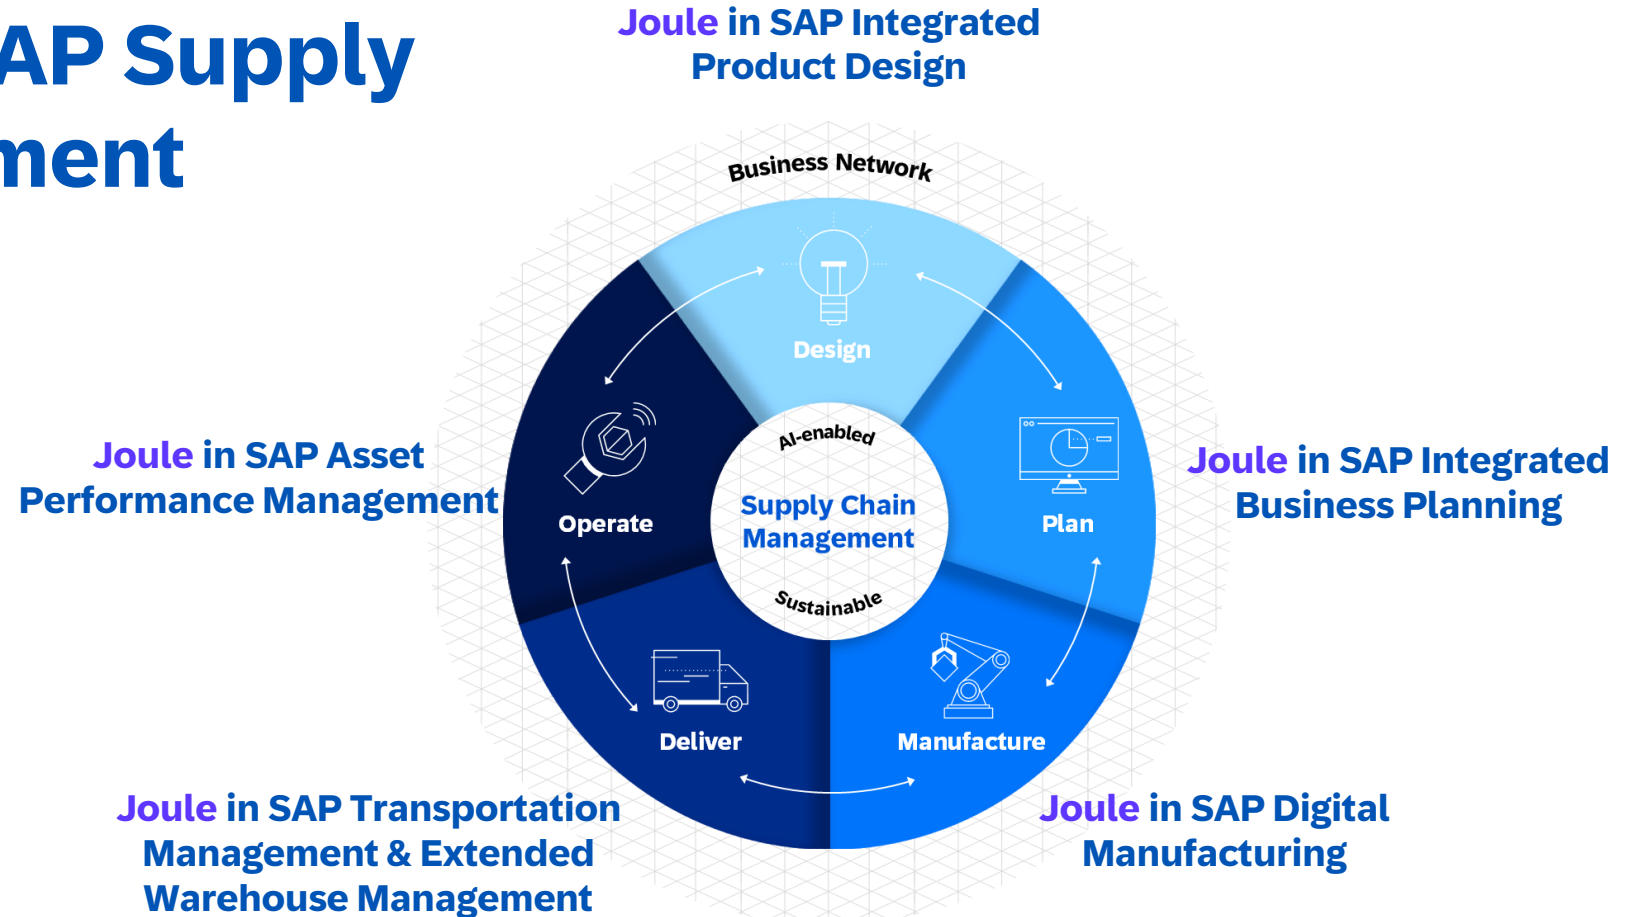 AP Supply
ment
Joule in SAP Integrated
Product Design
Business Network
Design
AI-enabled
Supply Chain
Management
Sustainable
Operate
Plan
Deliver
Manufacture
Joule in SAP Asset
Performance Management
Joule in SAP Integrated
Business Planning
Joule in SAP Transportation
Management & Extended
Warehouse Management
Joule in SAP Digital
Manufacturing